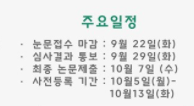 주요일정
· 논문접수 마감 : 9월 22일(화)
· 심사결과 통보 : 9월 29일(화)
· 최종 논문제출 : 10월 7일 (수)
· 사전등록 기간 : 10월5일(월)-
10월13일(화)